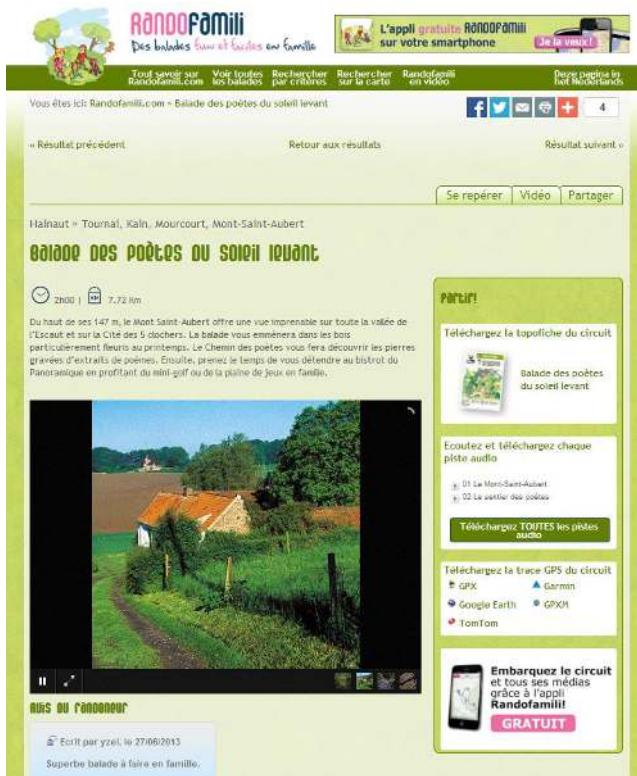 RANDOFAMILI
Des balades fun et faciles en famille
L'appli gratuite RANDOFAMILI
sur votre smartphone
Je la veux !
Tout savoir sur
Randofamili.com
Voir toutes
les balades
Rechercher
par critères
Rechercher
sur la carte
Randofamili
en vidéo
Deze pagina in
het Nederlands
Vous êtes ici: Randofamili.com » Balade des poètes du soleil levant
4
« Résultat précédent
Retour aux résultats
Résultat suivant »
Se repérer
Vidéo
Partager
Hainaut » Tournai, Kain, Mourcourt, Mont-Saint-Aubert
Balade des poètes du soleil levant
2h00 | KM 7.72 Km
Du haut de ses 147 m, le Mont Saint-Aubert offre une vue imprenable sur toute la vallée de
l'Escaut et sur la Cité des 5 clochers. La balade vous emmènera dans les bois
particulièrement fleuris au printemps. Le Chemin des poètes vous fera découvrir les pierres
gravées d'extraits de poèmes. Ensuite, prenez le temps de vous détendre au bistrot du
Panoramique en profitant du mini-golf ou de la plaine de jeux en famille.
Partir!
Téléchargez la topofiche du circuit
Balade des poètes
du soleil levant
Ecoutez et téléchargez chaque
piste audio
01 Le Mont-Saint-Aubert
02 Le sentier des poètes
Téléchargez TOUTES les pistes
audio
Téléchargez la trace GPS du circuit
GPX
Garmin
Google Earth
GPXM
TomTom
Embarquez le circuit
et tous ses médias
grâce à l'appli
Randofamili!
GRATUIT
Avis du randoneur
Ecrit par yzel, le 27/06/2013
Superbe balade à faire en famille.